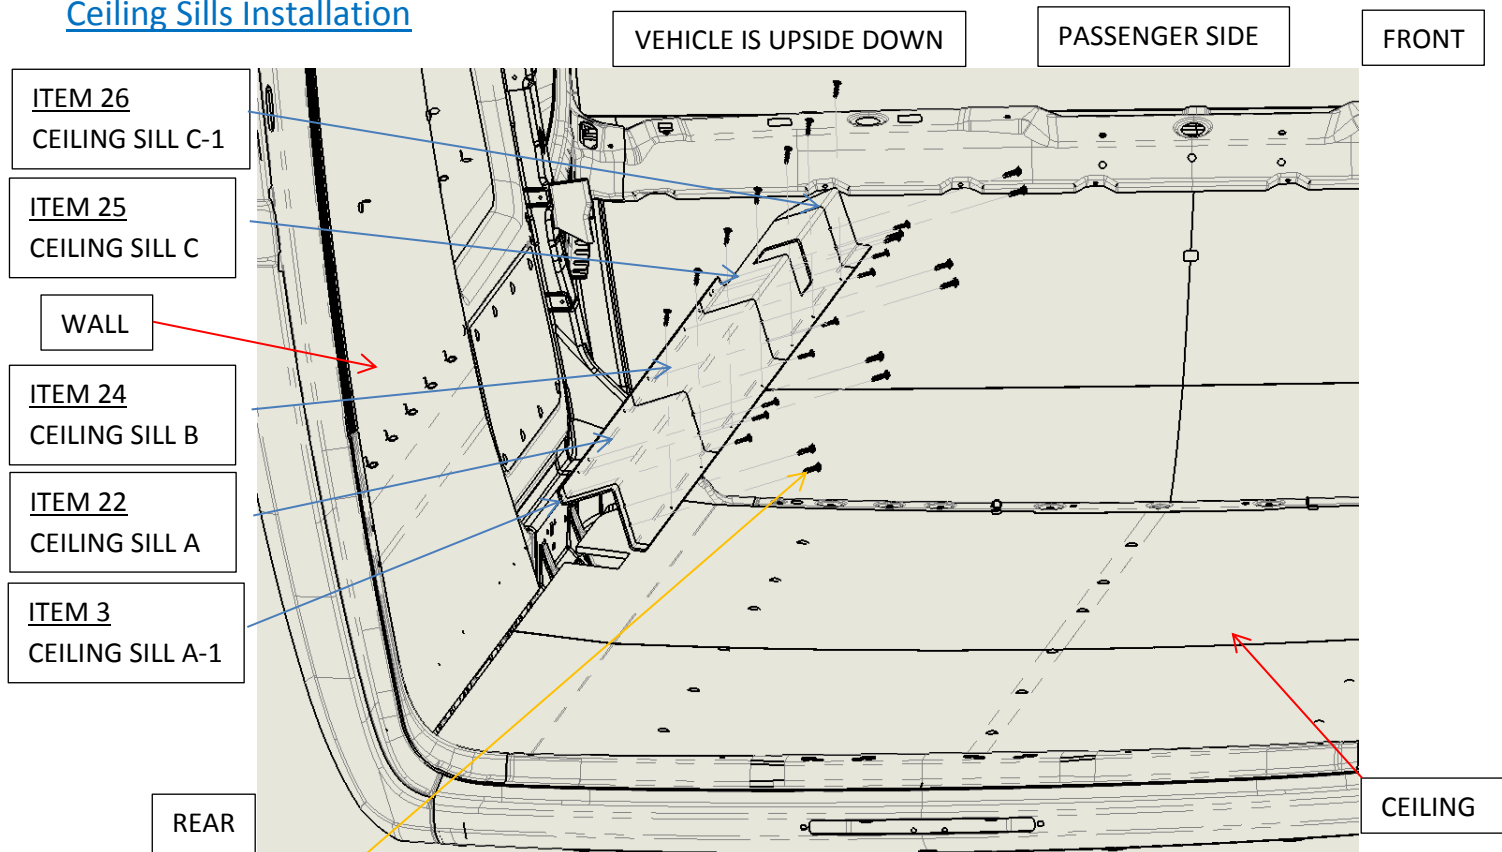 Ceiling Sills Installation
VEHICLE IS UPSIDE DOWN
PASSENGER SIDE
FRONT
ITEM 26
CEILING SILL C-1
ITEM 25
CEILING SILL C
WALL
ITEM 24
CEILING SILL B
ITEM 22
CEILING SILL A
ITEM 3
CEILING SILL A-1
REAR
CEILING